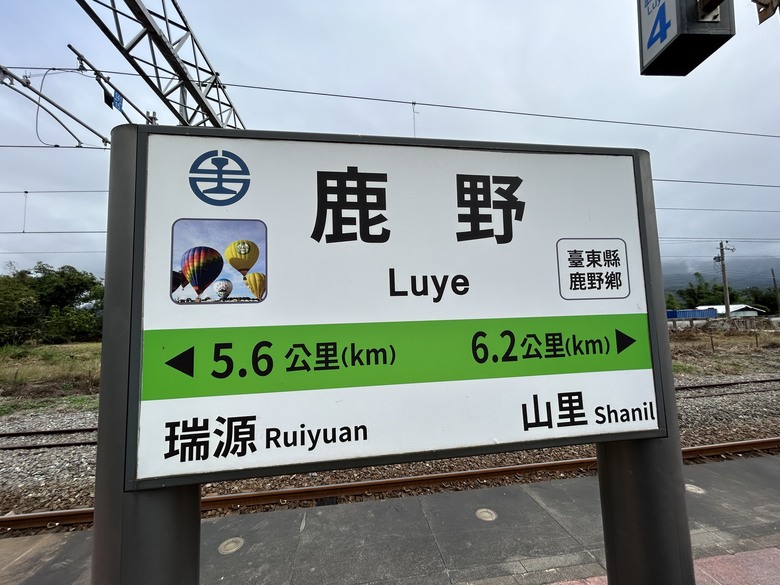 4
鹿野
Luye
臺東縣
鹿野鄉
5.6 公里(km)
6.2公里(km)
瑞源 Ruiyuan
山里 Shanil